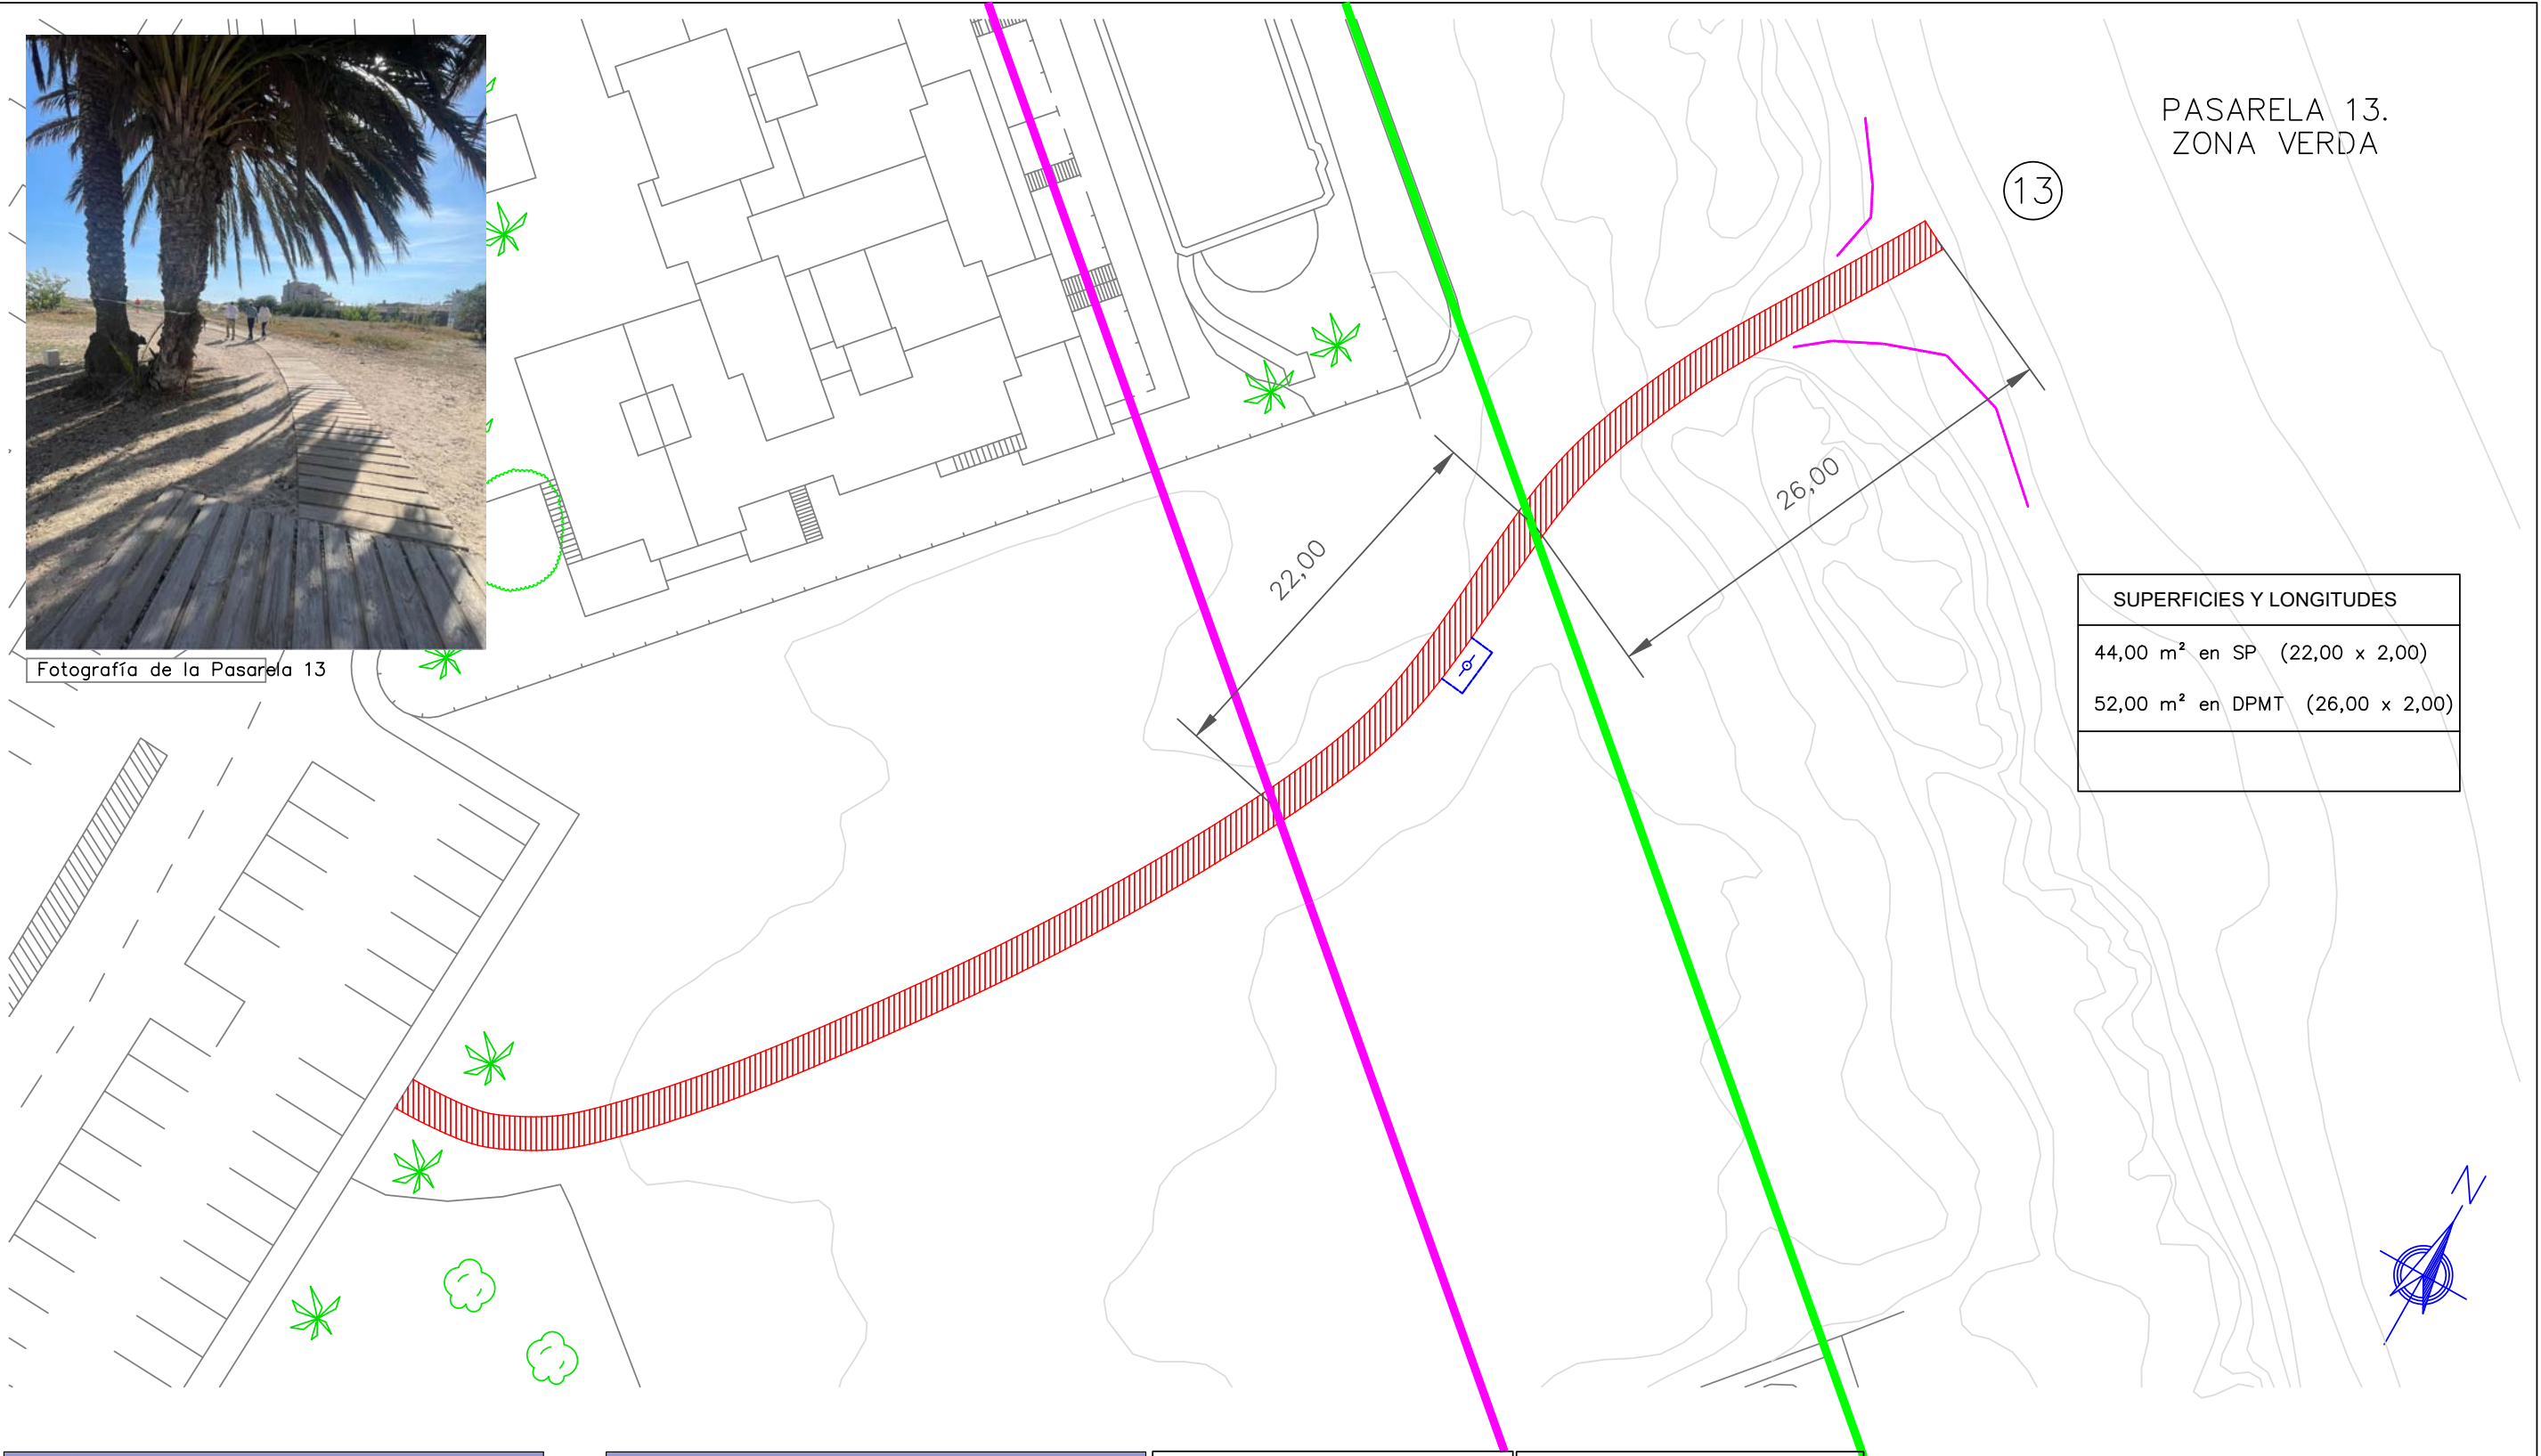 PASARELA 13.
ZONA VERDA
13
26,00
22,00
SUPERFICIES Y LONGITUDES
44,00 m² en SP (22,00 x 2,00)
52,00 m² en DPMT (26,00 x 2,00)
Fotografía de la Pasarela 13
N